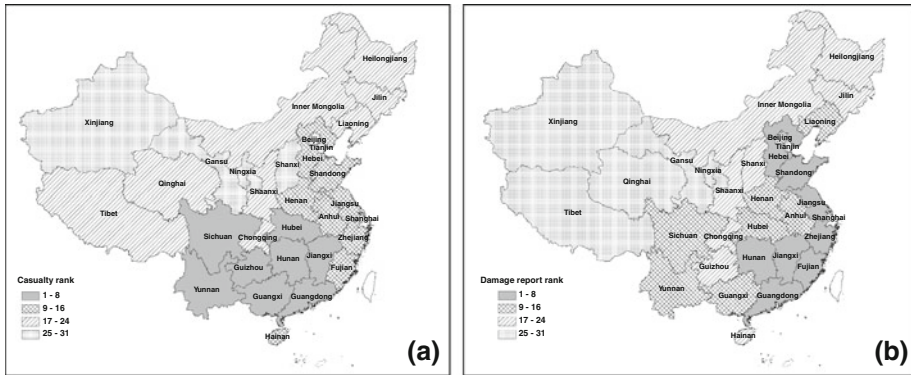 Heilongjiang
Jilin
Inner Mongolia
Liaoning
Xinjiang
Beijing
Tianjin
Hebei
Gansu
Shanxi
Ningxia
Shandong
Qinghai
Shaanxi
Henan
Jiangsu
Tibet
Anhui
Shanghai
Hubei
Sichuan
Chongqing
Zhejiang
Hunan
Jiangxi
Guizhou
Fujian
Yunnan
Guangxi
Guangdong
Hainan
Casualty rank
1 - 8
9 - 16
17 - 24
25 - 31
(a)
Heilongjiang
Jilin
Inner Mongolia
Liaoning
Xinjiang
Beijing
Tianjin
Hebei
Gansu
Shanxi
Ningxia
Shandong
Qinghai
Shaanxi
Henan
Jiangsu
Tibet
Anhui
Shanghai
Hubei
Sichuan
Chongqing
Zhejiang
Hunan
Jiangxi
Guizhou
Fujian
Yunnan
Guangxi
Guangdong
Hainan
Damage report rank
1 - 8
9 - 16
17 - 24
25 - 31
(b)